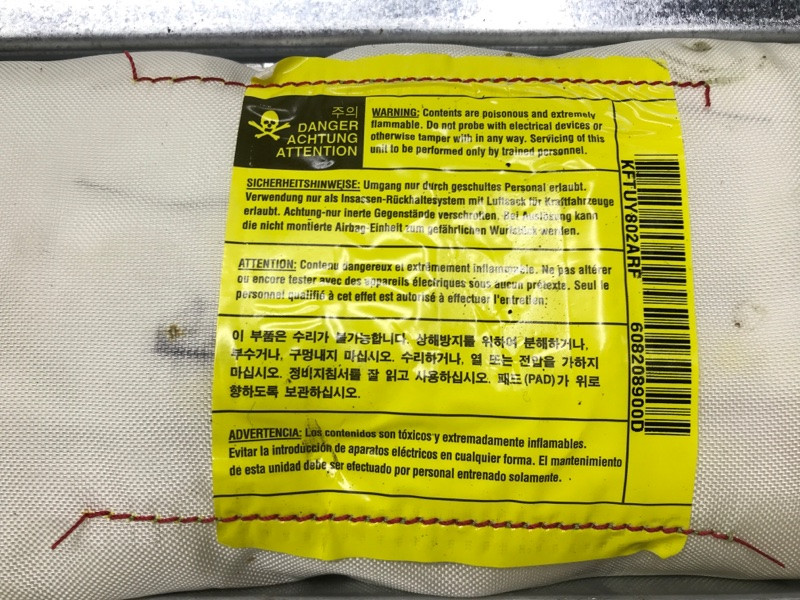 주의
DANGER
ACHTUNG
ATTENTION
WARNING: Contents are poisonous and extremely
flammable. Do not probe with electrical devices or
otherwise tamper with in any way. Servicing of this
unit to be performed only by trained personnel.
SICHERHEITSHINWEISE: Umgang nur durch geschultes Personal erlaubt.
Verwendung nur als Insassen-Rückhaltesystem mit Luftsack für Kraftfahrzeuge
erlaubt. Achtung-nur inerte Gegenstände verschrotten. Bei Auslösung kann
die nicht montierte Airbag-Einheit zum gefährlichen Wurfstück werden.
ATTENTION: Contenu dangereux et extrêmement inflammable. Ne pas altérer
ou encore tester avec des appareils électriques sous aucun prétexte. Seul le
personnel qualifié à cet effet est autorisé à effectuer l'entretien:
이 부품은 수리가 불가능합니다. 상해방지를 위하여 분해하거나,
부수거나, 구멍내지 마십시오. 수리하거나, 열 또는 전압을 가하지
마십시오. 정비지침서를 잘 읽고 사용하십시오. 패드(PAD)가 위로
향하도록 보관하십시오.
ADVERTENCIA: Los contenidos son tóxicos y extremadamente inflamables.
Evitar la introducción de aparatos eléctricos en cualquier forma. El mantenimiento
de esta unidad debe ser efectuado por personal entrenado solamente.
KFTUY802ARF 608208900D